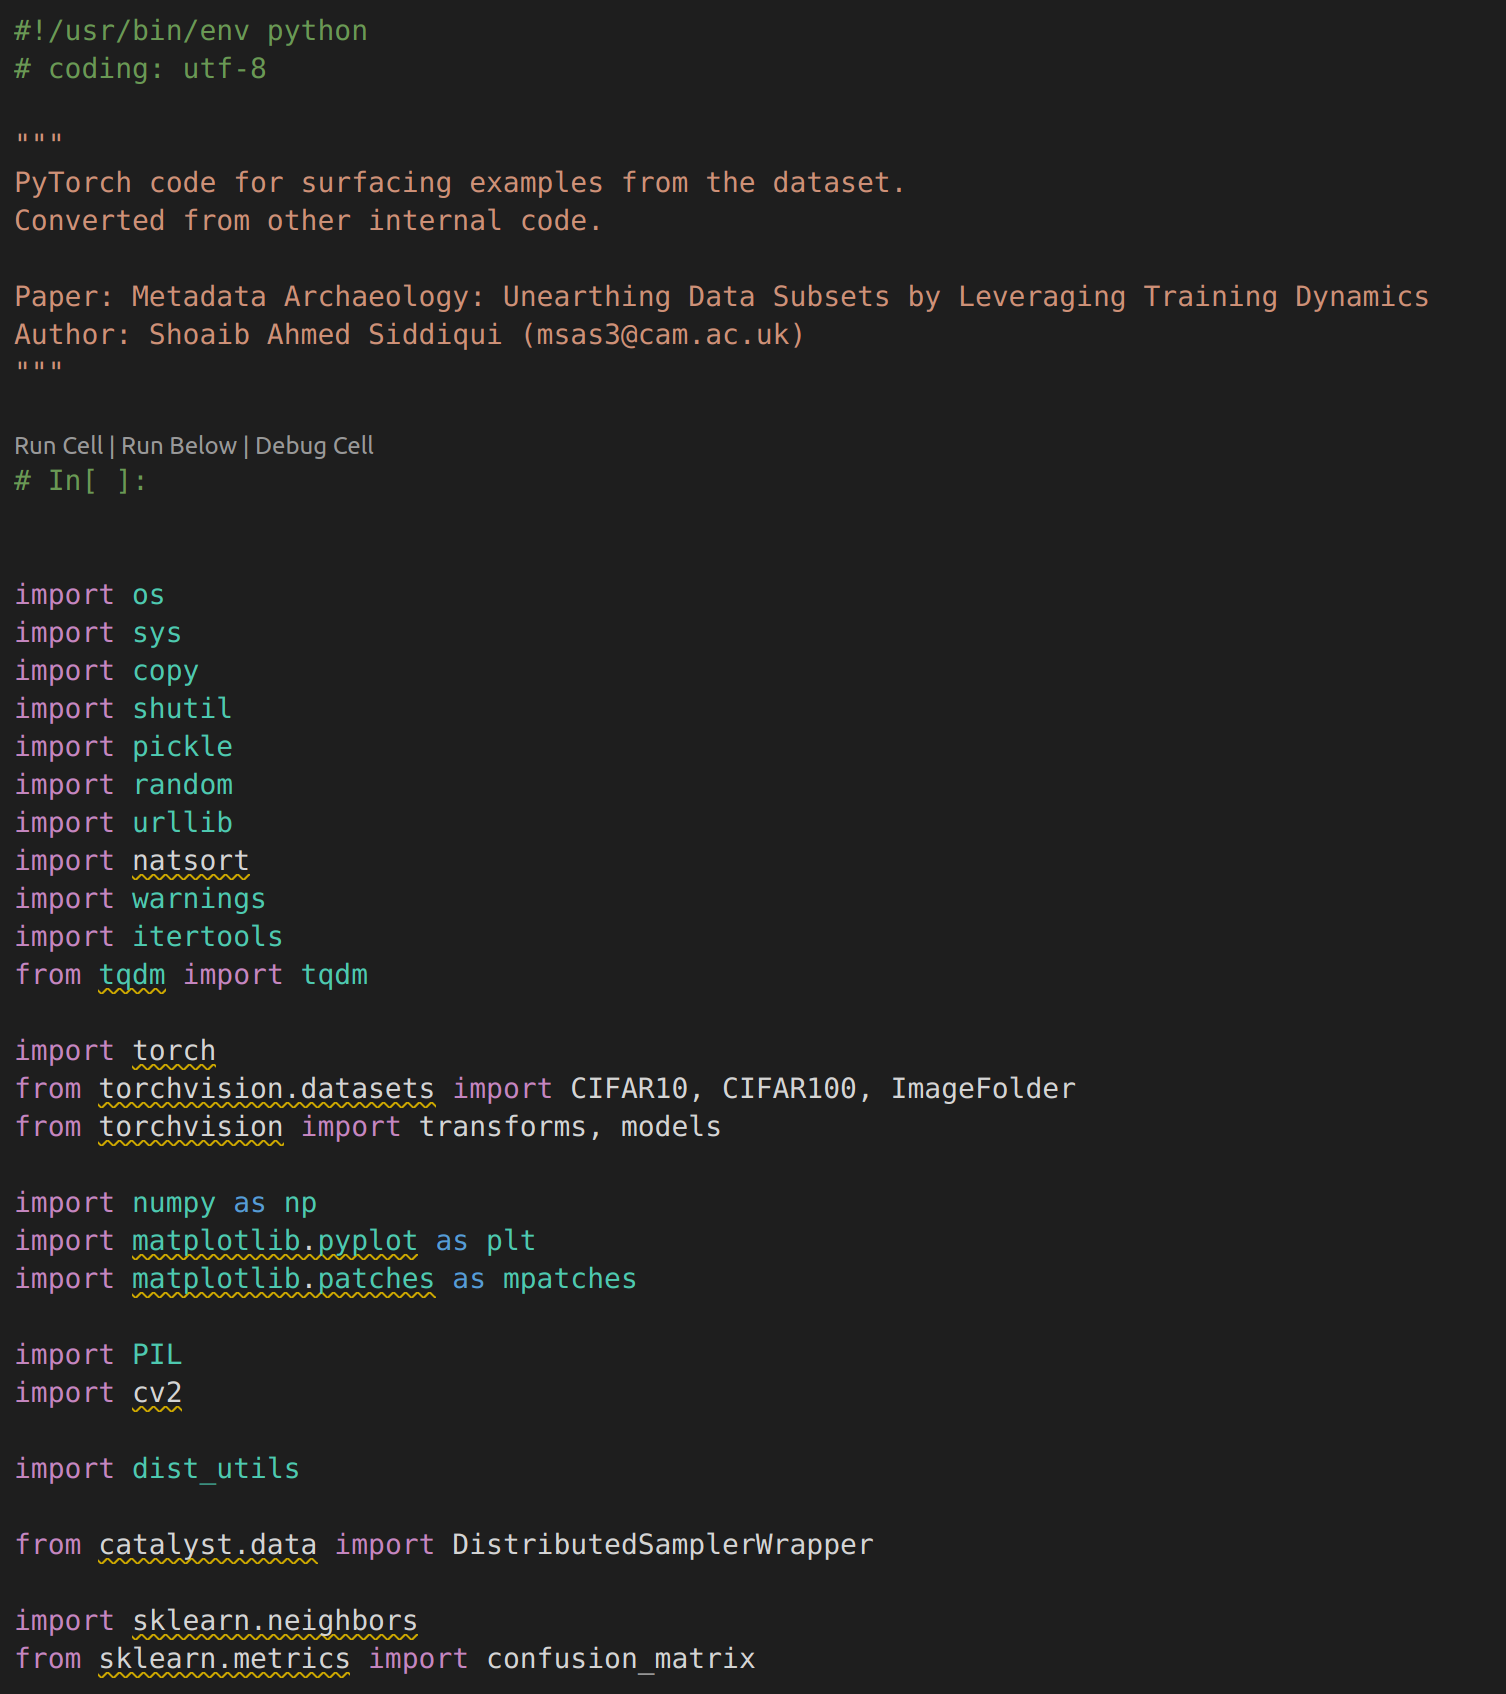 #!/usr/bin/env python
# coding: utf-8
"""
PyTorch code for surfacing examples from the dataset.
Converted from other internal code.
Paper: Metadata Archaeology: Unearthing Data Subsets by Leveraging Training Dynamics
Author: Shoaib Ahmed Siddiqui (msas3@cam.ac.uk)
"""
Run Cell | Run Below | Debug Cell
# In[ ]:
import os
import sys
import copy
import shutil
import pickle
import random
import urllib
import natsort
import warnings
import itertools
from tqdm import tqdm
import torch
from torchvision.datasets import CIFAR10, CIFAR100, ImageFolder
from torchvision import transforms, models
import numpy as np
import matplotlib.pyplot as plt
import matplotlib.patches as mpatches
import PIL
import cv2
import dist_utils
from catalyst.data import DistributedSamplerWrapper
import sklearn.neighbors
from sklearn.metrics import confusion_matrix